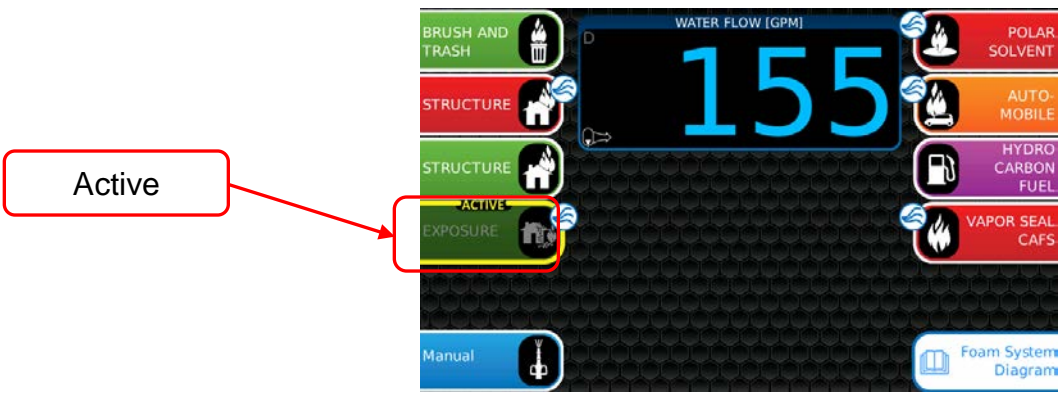 Active
BRUSH AND
TRASH
STRUCTURE
STRUCTURE
ACTIVE
EXPOSURE
Manual
WATER FLOW [GPM]
D
155
POLAR
SOLVENT
AUTO-
MOBILE
HYDRO
CARBON
FUEL
VAPOR SEAL
CAFS
Foam System
Diagram